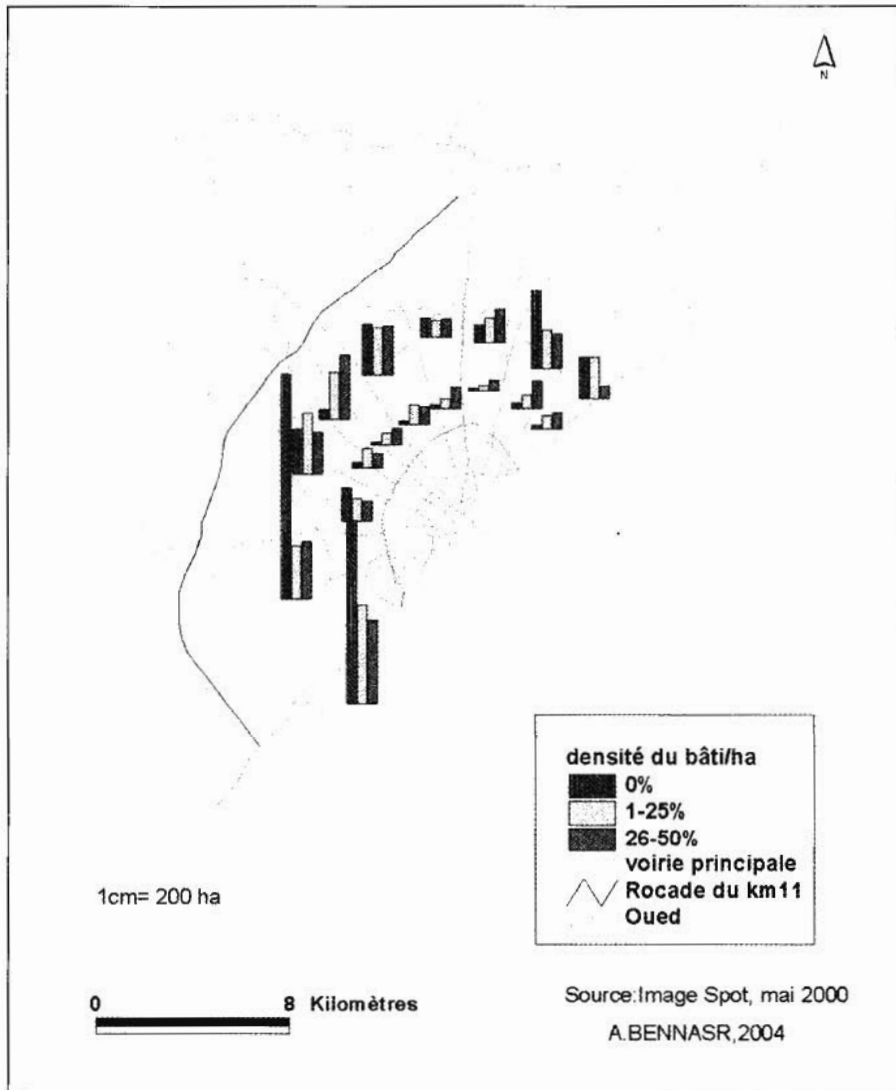 N
densité du bâti/ha
0%
1-25%
26-50%
voirie principale
Rocade du km11
Oued
1cm= 200 ha
0 8 Kilomètres
Source:Image Spot, mai 2000
A.BENNASR,2004